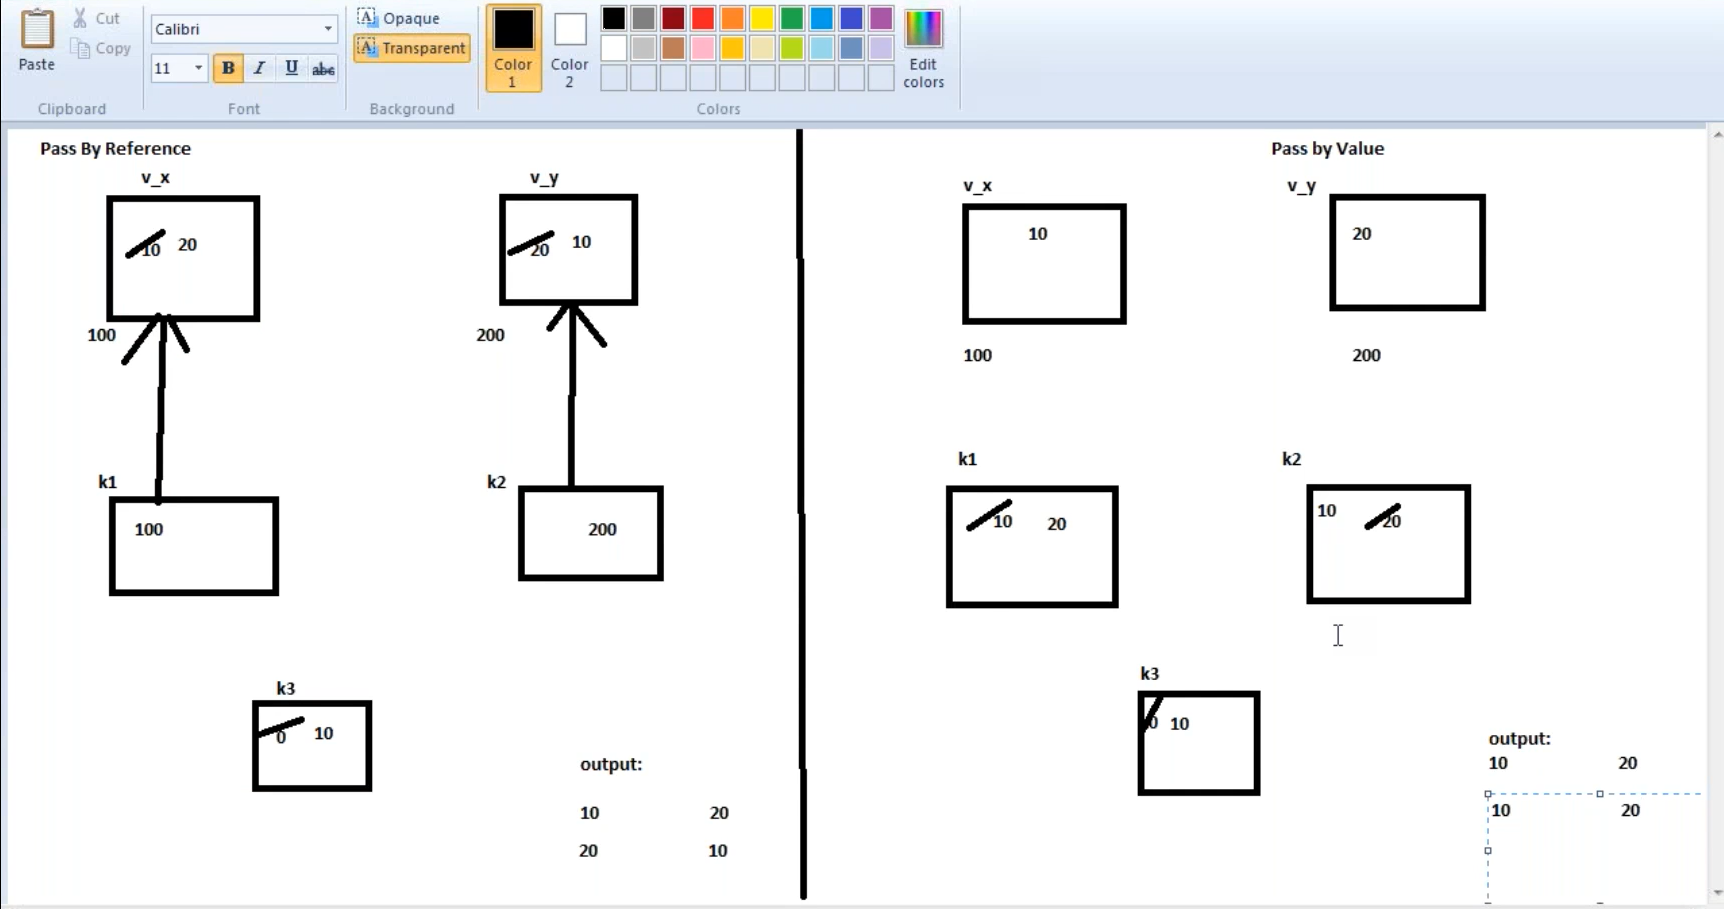 Paste
Cut
Copy
Clipboard
Calibri
11
B I U abc
Font
Opaque
Transparent
Background
Color
1
Color
2
Edit
colors
Colors
Pass By Reference
v_x
10 20
100
v_y
20 10
200
k1
100
k2
200
k3
0 10
output:
10 20
20 10
Pass by Value
v_x
10
100
v_y
20
200
k1
10 20
k2
10 20
k3
0 10
output:
10 20
10 20